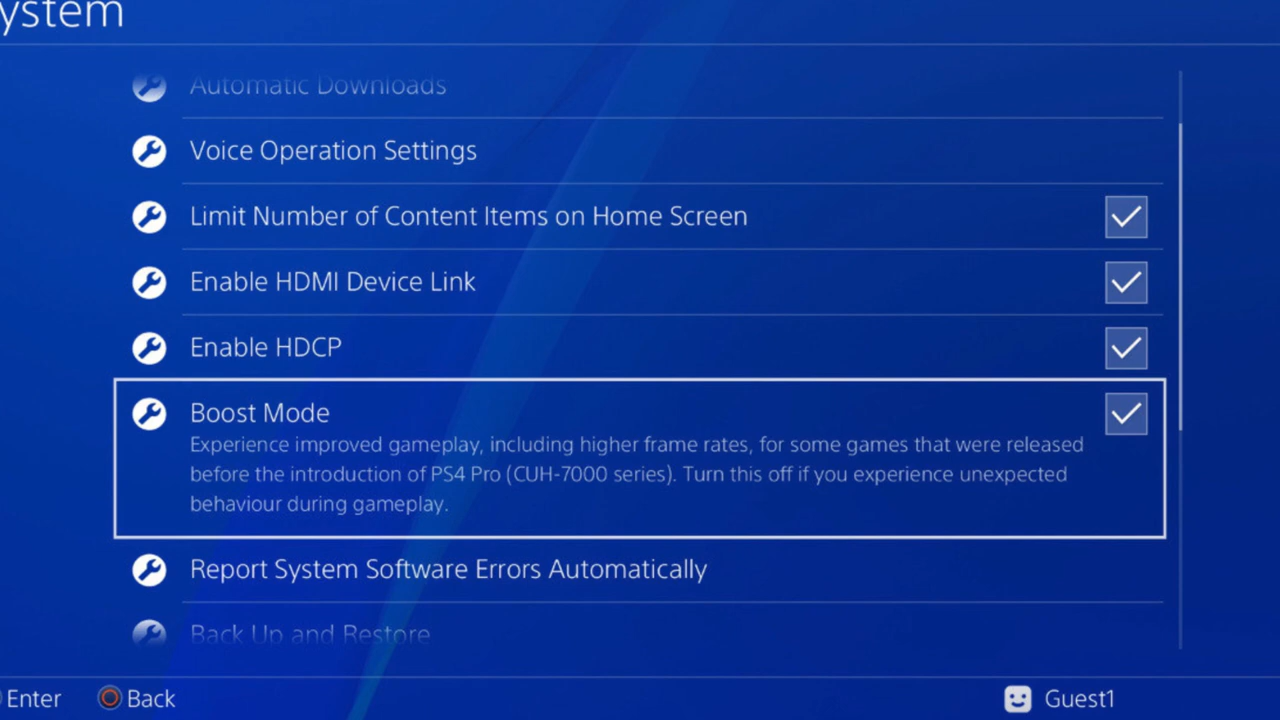 ystem
Automatic Downloads
Voice Operation Settings
Limit Number of Content Items on Home Screen
Enable HDMI Device Link
Enable HDCP
Boost Mode
Experience improved gameplay, including higher frame rates, for some games that were released
before the introduction of PS4 Pro (CUH-7000 series). Turn this off if you experience unexpected
behaviour during gameplay.
Report System Software Errors Automatically
Back Up and Restore
Enter Back Guest1